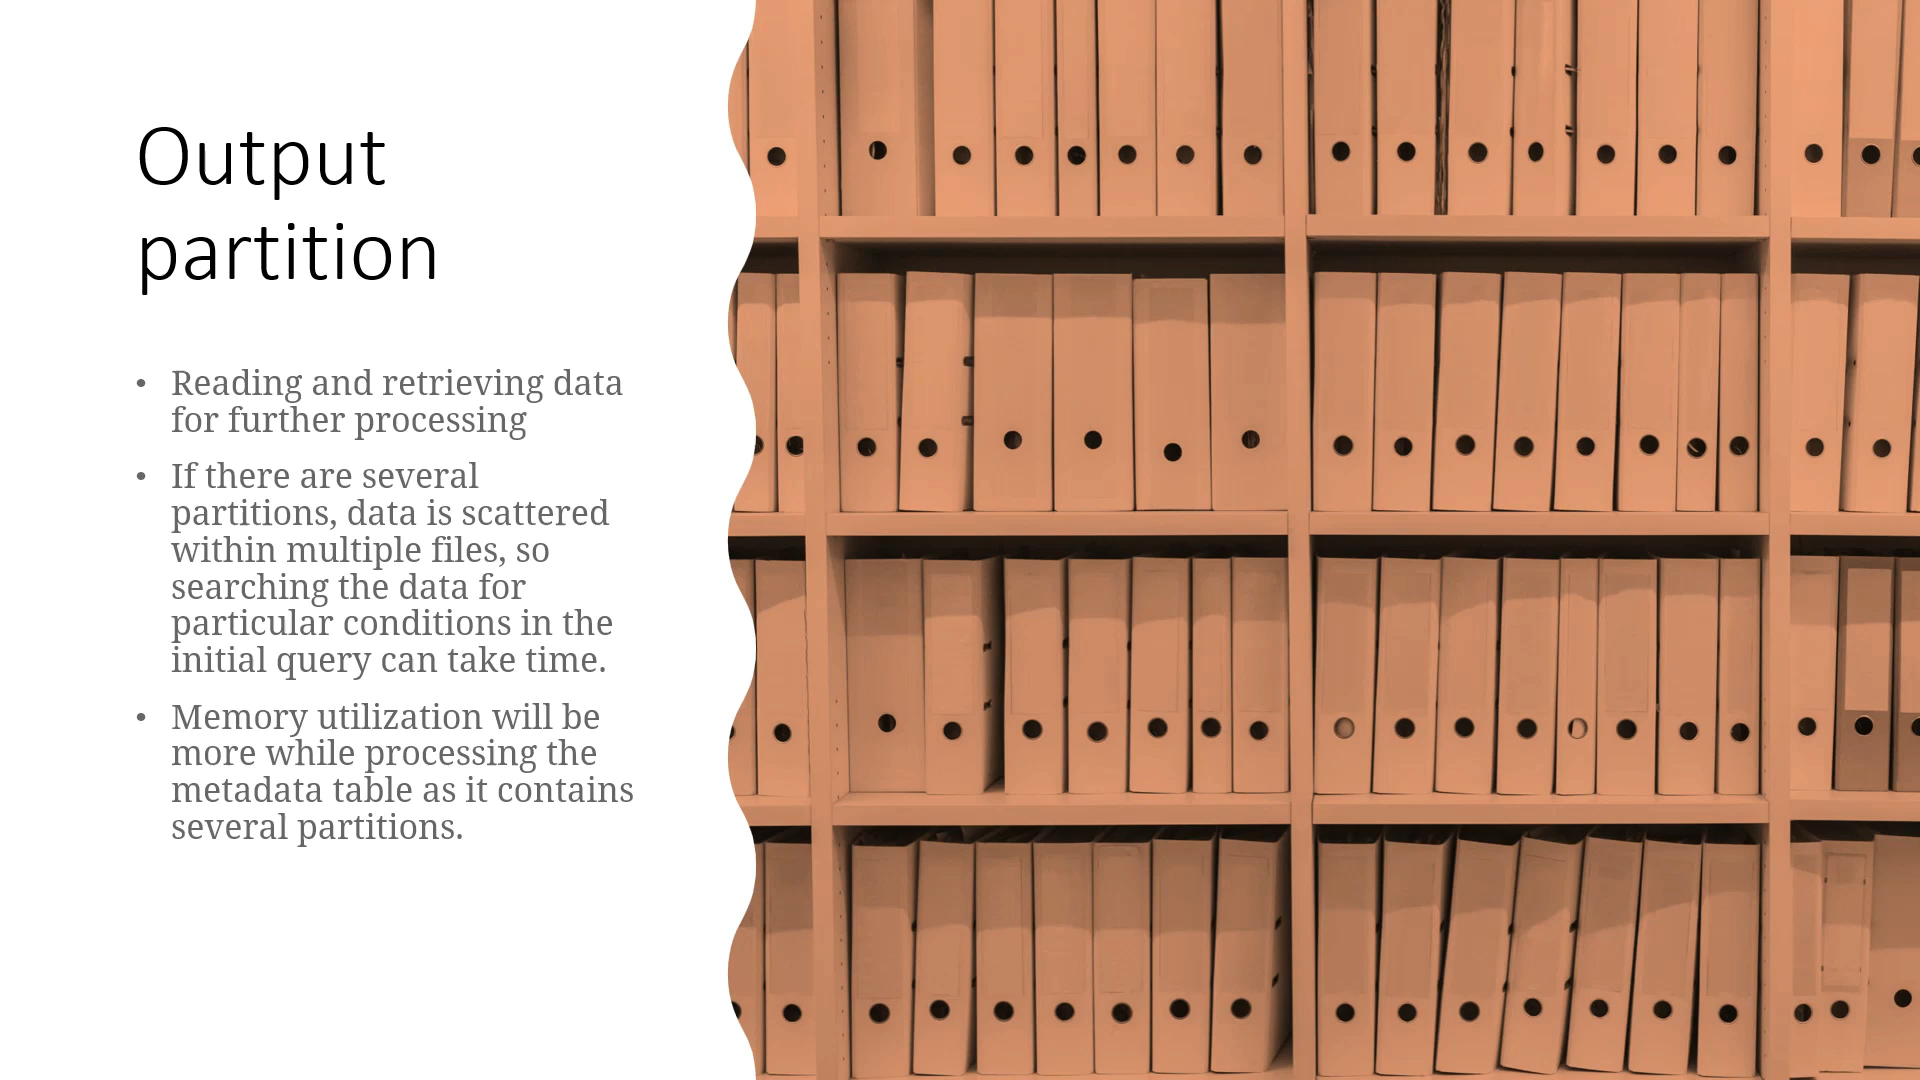 Output
partition
• Reading and retrieving data
for further processing
• If there are several
partitions, data is scattered
within multiple files, so
searching the data for
particular conditions in the
initial query can take time.
• Memory utilization will be
more while processing the
metadata table as it contains
several partitions.